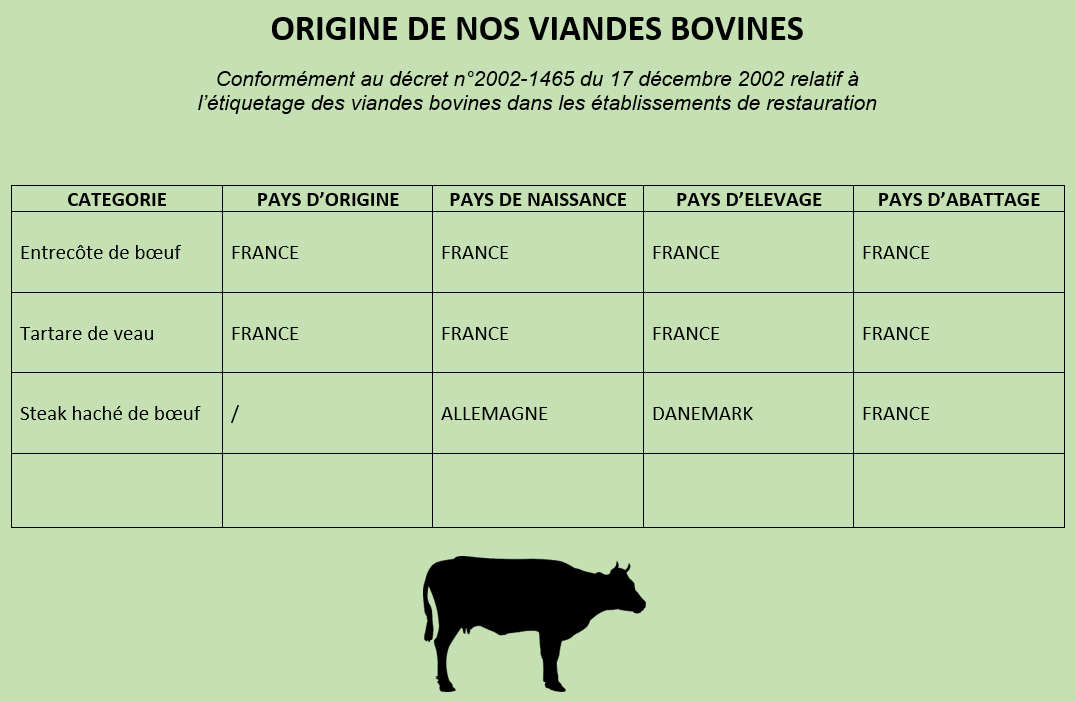 ORIGINE DE NOS VIANDES BOVINES
Conformément au décret n°2002-1465 du 17 décembre 2002 relatif à
l’étiquetage des viandes bovines dans les établissements de restauration
CATEGORIE PAYS D’ORIGINE PAYS DE NAISSANCE PAYS D’ELEVAGE PAYS D’ABATTAGE
Entrecôte de bœuf FRANCE FRANCE FRANCE FRANCE
Tartare de veau FRANCE FRANCE FRANCE FRANCE
Steak haché de bœuf / ALLEMAGNE DANEMARK FRANCE